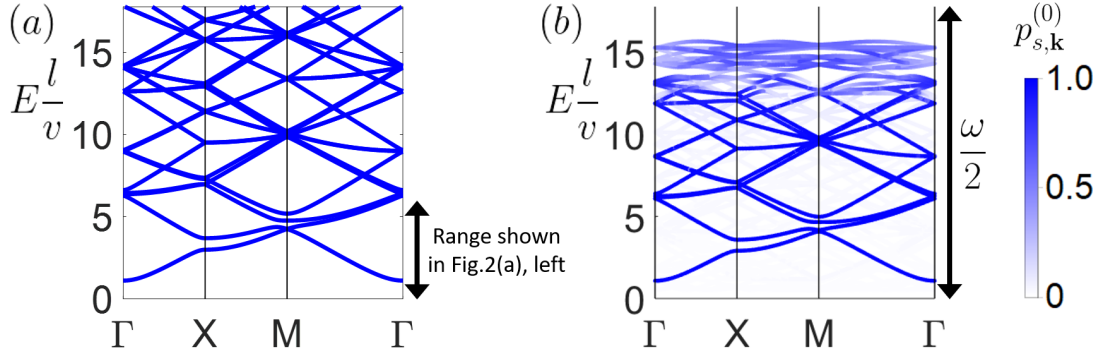 (a)
15
E l/v
10
5
0
Γ X M Γ
Range shown
in Fig.2(a), left
(b)
15
E l/v
10
5
0
Γ X M Γ
ω/2
p_{s,k}^{(0)}
1.0
0.5
0